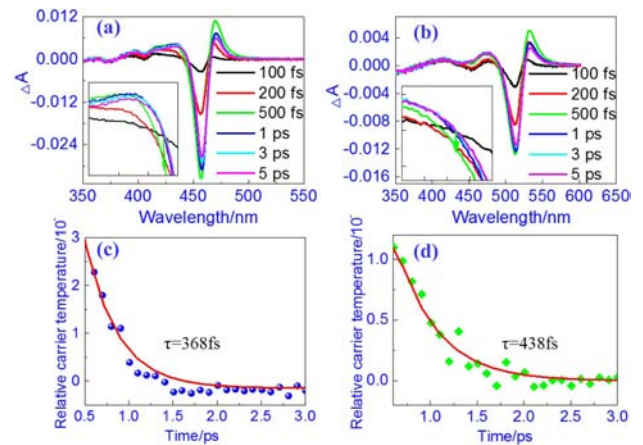 (a)
0.012
0.000
-0.012
-0.024
ΔA
100 fs
200 fs
500 fs
1 ps
3 ps
5 ps
350 400 450 500 550
Wavelength/nm
(b)
0.004
0.000
-0.004
-0.008
-0.012
-0.016
ΔA
100 fs
200 fs
500 fs
1 ps
3 ps
5 ps
350 400 450 500 550 600 650
Wavelength/nm
(c)
3
2
1
0
Relative carrier temperature/10
τ=368fs
0.5 1.0 1.5 2.0 2.5 3.0
Time/ps
(d)
1.0
0.5
0.0
Relative carrier temperature/10
τ=438fs
1.0 1.5 2.0 2.5 3.0
Time/ps